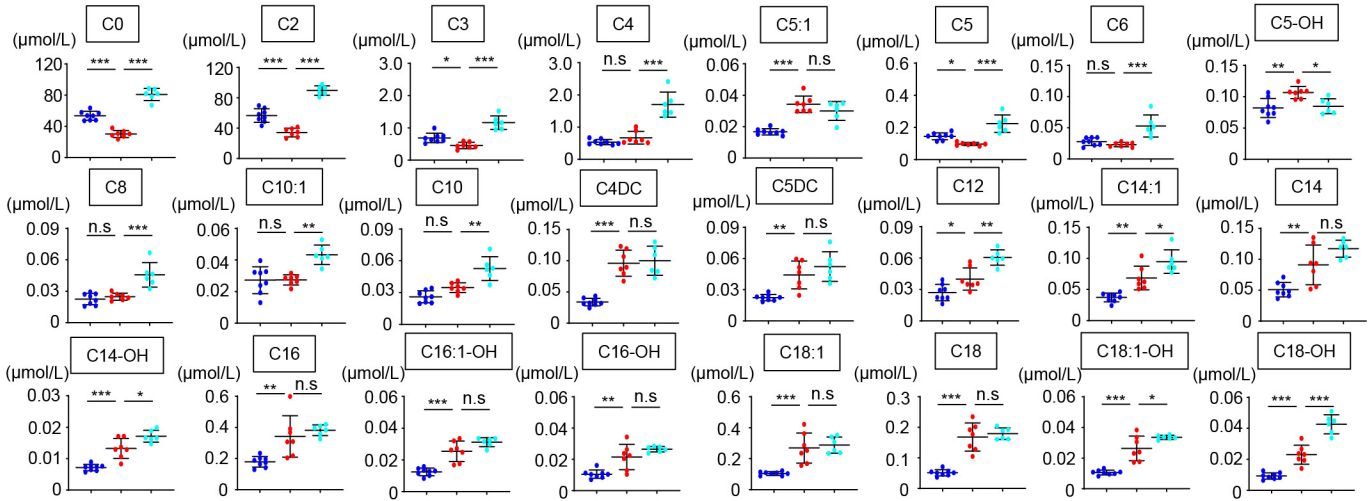 C0 C2 C3 C4 C5:1 C5 C6 C5-OH
(µmol/L) (µmol/L) (µmol/L) (µmol/L) (µmol/L) (µmol/L) (µmol/L) (µmol/L)
*** *** *** *** * *** n.s *** *** n.s * *** n.s *** ** *
120 120 3.0 4.0 0.06 0.6 0.15 0.15
80 80 2.0 3.0 0.04 0.4 0.10 0.10
40 40 1.0 2.0 0.02 0.2 0.05 0.05
1.0
0 0 0 0 0 0 0 0
C8 C10:1 C10 C4DC C5DC C12 C14:1 C14
(µmol/L) (µmol/L) (µmol/L) (µmol/L) (µmol/L) (µmol/L) (µmol/L) (µmol/L)
n.s *** n.s ** n.s ** *** n.s ** n.s * ** ** * ** n.s
0.09 0.06 0.09 0.15 0.09 0.09 0.15 0.15
0.06 0.04 0.06 0.10 0.06 0.06 0.10 0.10
0.03 0.02 0.03 0.05 0.03 0.03 0.05 0.05
0 0 0 0 0 0 0 0
C14-OH C16 C16:1-OH C16-OH C18:1 C18 C18:1-OH C18-OH
(µmol/L) (µmol/L) (µmol/L) (µmol/L) (µmol/L) (µmol/L) (µmol/L) (µmol/L)
*** * ** n.s *** n.s ** n.s *** n.s *** n.s *** * *** ***
0.03 0.6 0.06 0.06 0.6 0.3 0.06 0.06
0.02 0.4 0.04 0.04 0.4 0.2 0.04 0.04
0.01 0.2 0.02 0.02 0.2 0.1 0.02 0.02
0 0 0 0 0 0 0 0